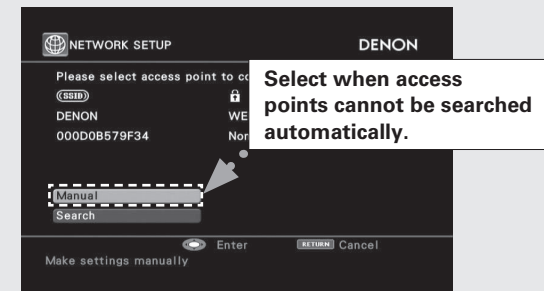 NETWORK SETUP
DENON
Please select access point to
(SSID)
DENON
000D0B579F34
Select when access
points cannot be searched
automatically.
Manual
Search
Enter
RETURN Cancel
Make settings manually